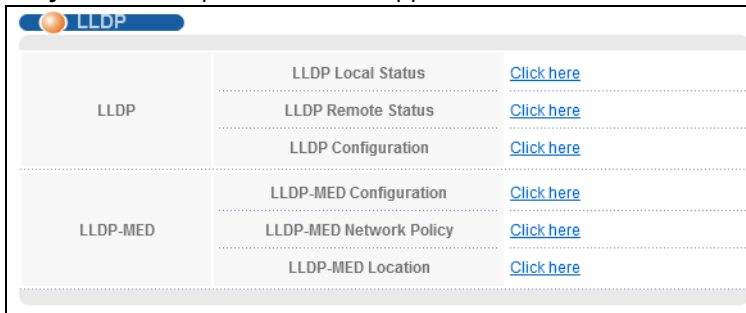 LLDP
LLDP
LLDP Local Status Click here
LLDP Remote Status Click here
LLDP Configuration Click here
LLDP-MED
LLDP-MED Configuration Click here
LLDP-MED Network Policy Click here
LLDP-MED Location Click here